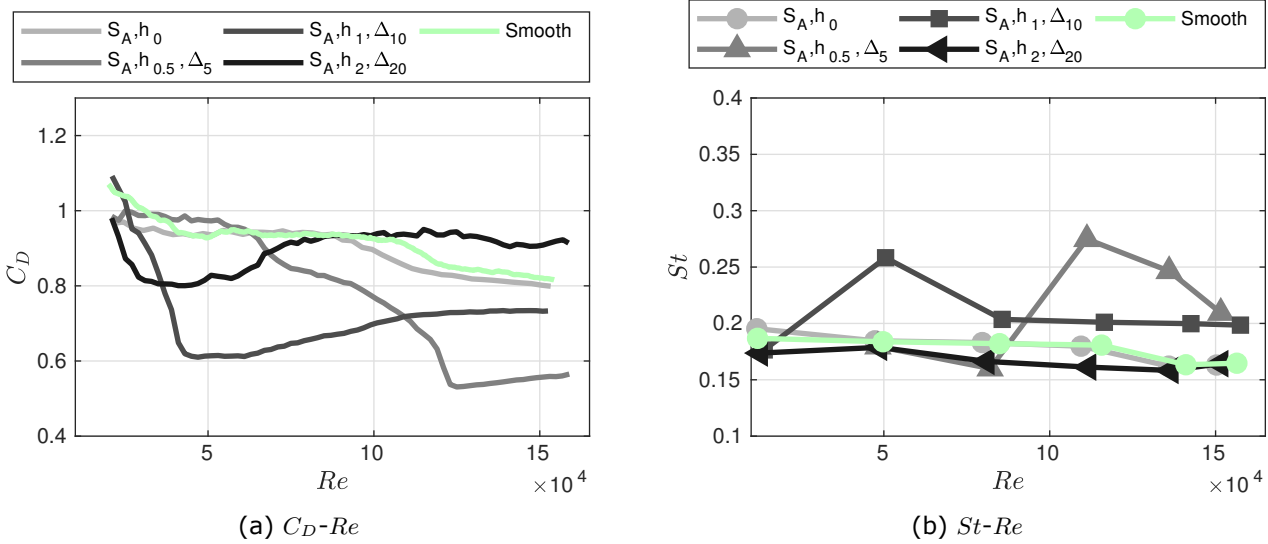 S_A,h_0 S_A,h_1,Δ_10 Smooth
S_A,h_0.5,Δ_5 S_A,h_2,Δ_20
C_D
1.2
1
0.8
0.6
0.4
5 10 15
Re
×10^4
(a) C_D-Re
S_A,h_0 S_A,h_1,Δ_10 Smooth
S_A,h_0.5,Δ_5 S_A,h_2,Δ_20
St
0.4
0.35
0.3
0.25
0.2
0.15
0.1
5 10 15
Re
×10^4
(b) St-Re